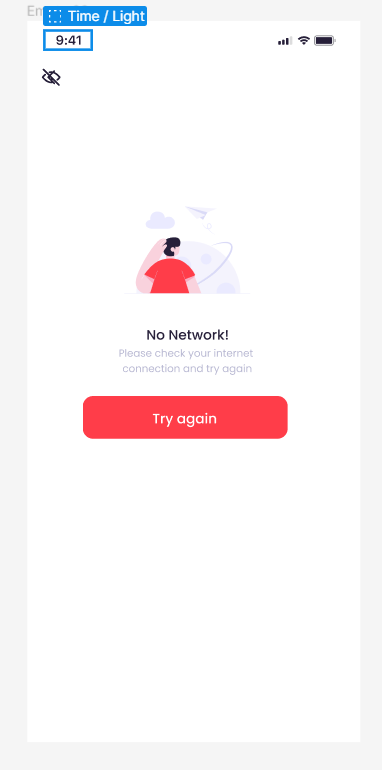 Em
Time / Light
9:41
No Network!
Please check your internet
connection and try again
Try again